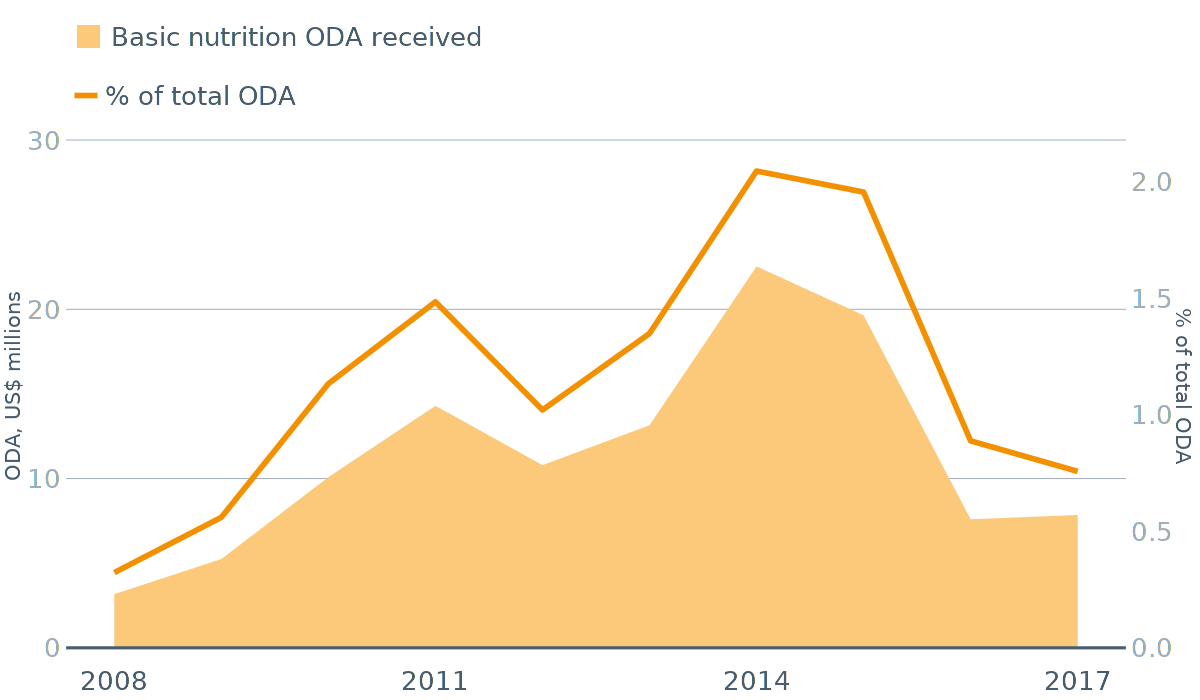 Basic nutrition ODA received
% of total ODA
30
20
10
0
ODA, US$ millions
2.0
1.5
1.0
0.5
0.0
% of total ODA
2008 2011 2014 2017